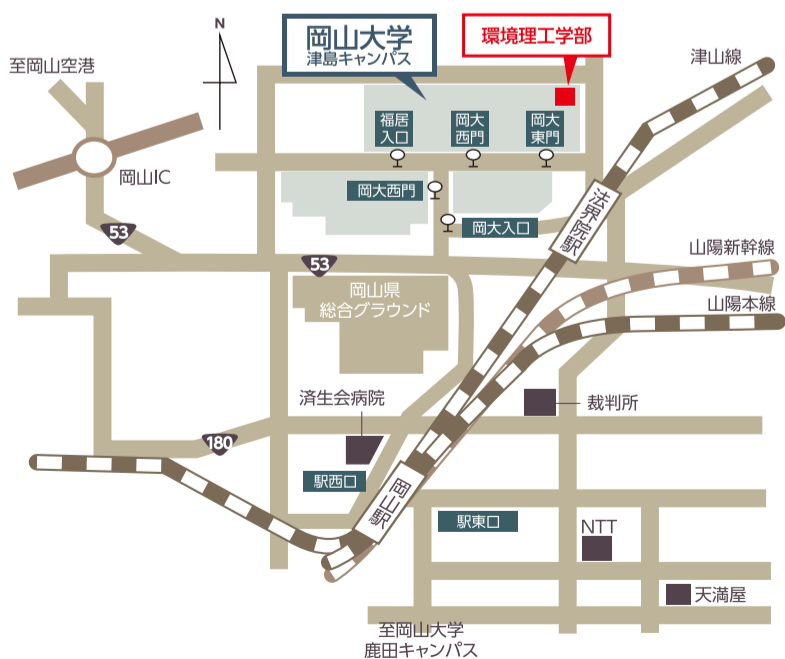 N
岡山大学
津島キャンパス
環境理工学部
津山線
至岡山空港
福居
入口
岡大
西門
岡大
東門
岡山IC
岡大西門
岡大入口
法界院駅
53
53
山陽新幹線
岡山県
総合グラウンド
山陽本線
済生会病院
裁判所
180
駅西口
岡山駅
駅東口
NTT
天満屋
至岡山大学
鹿田キャンパス